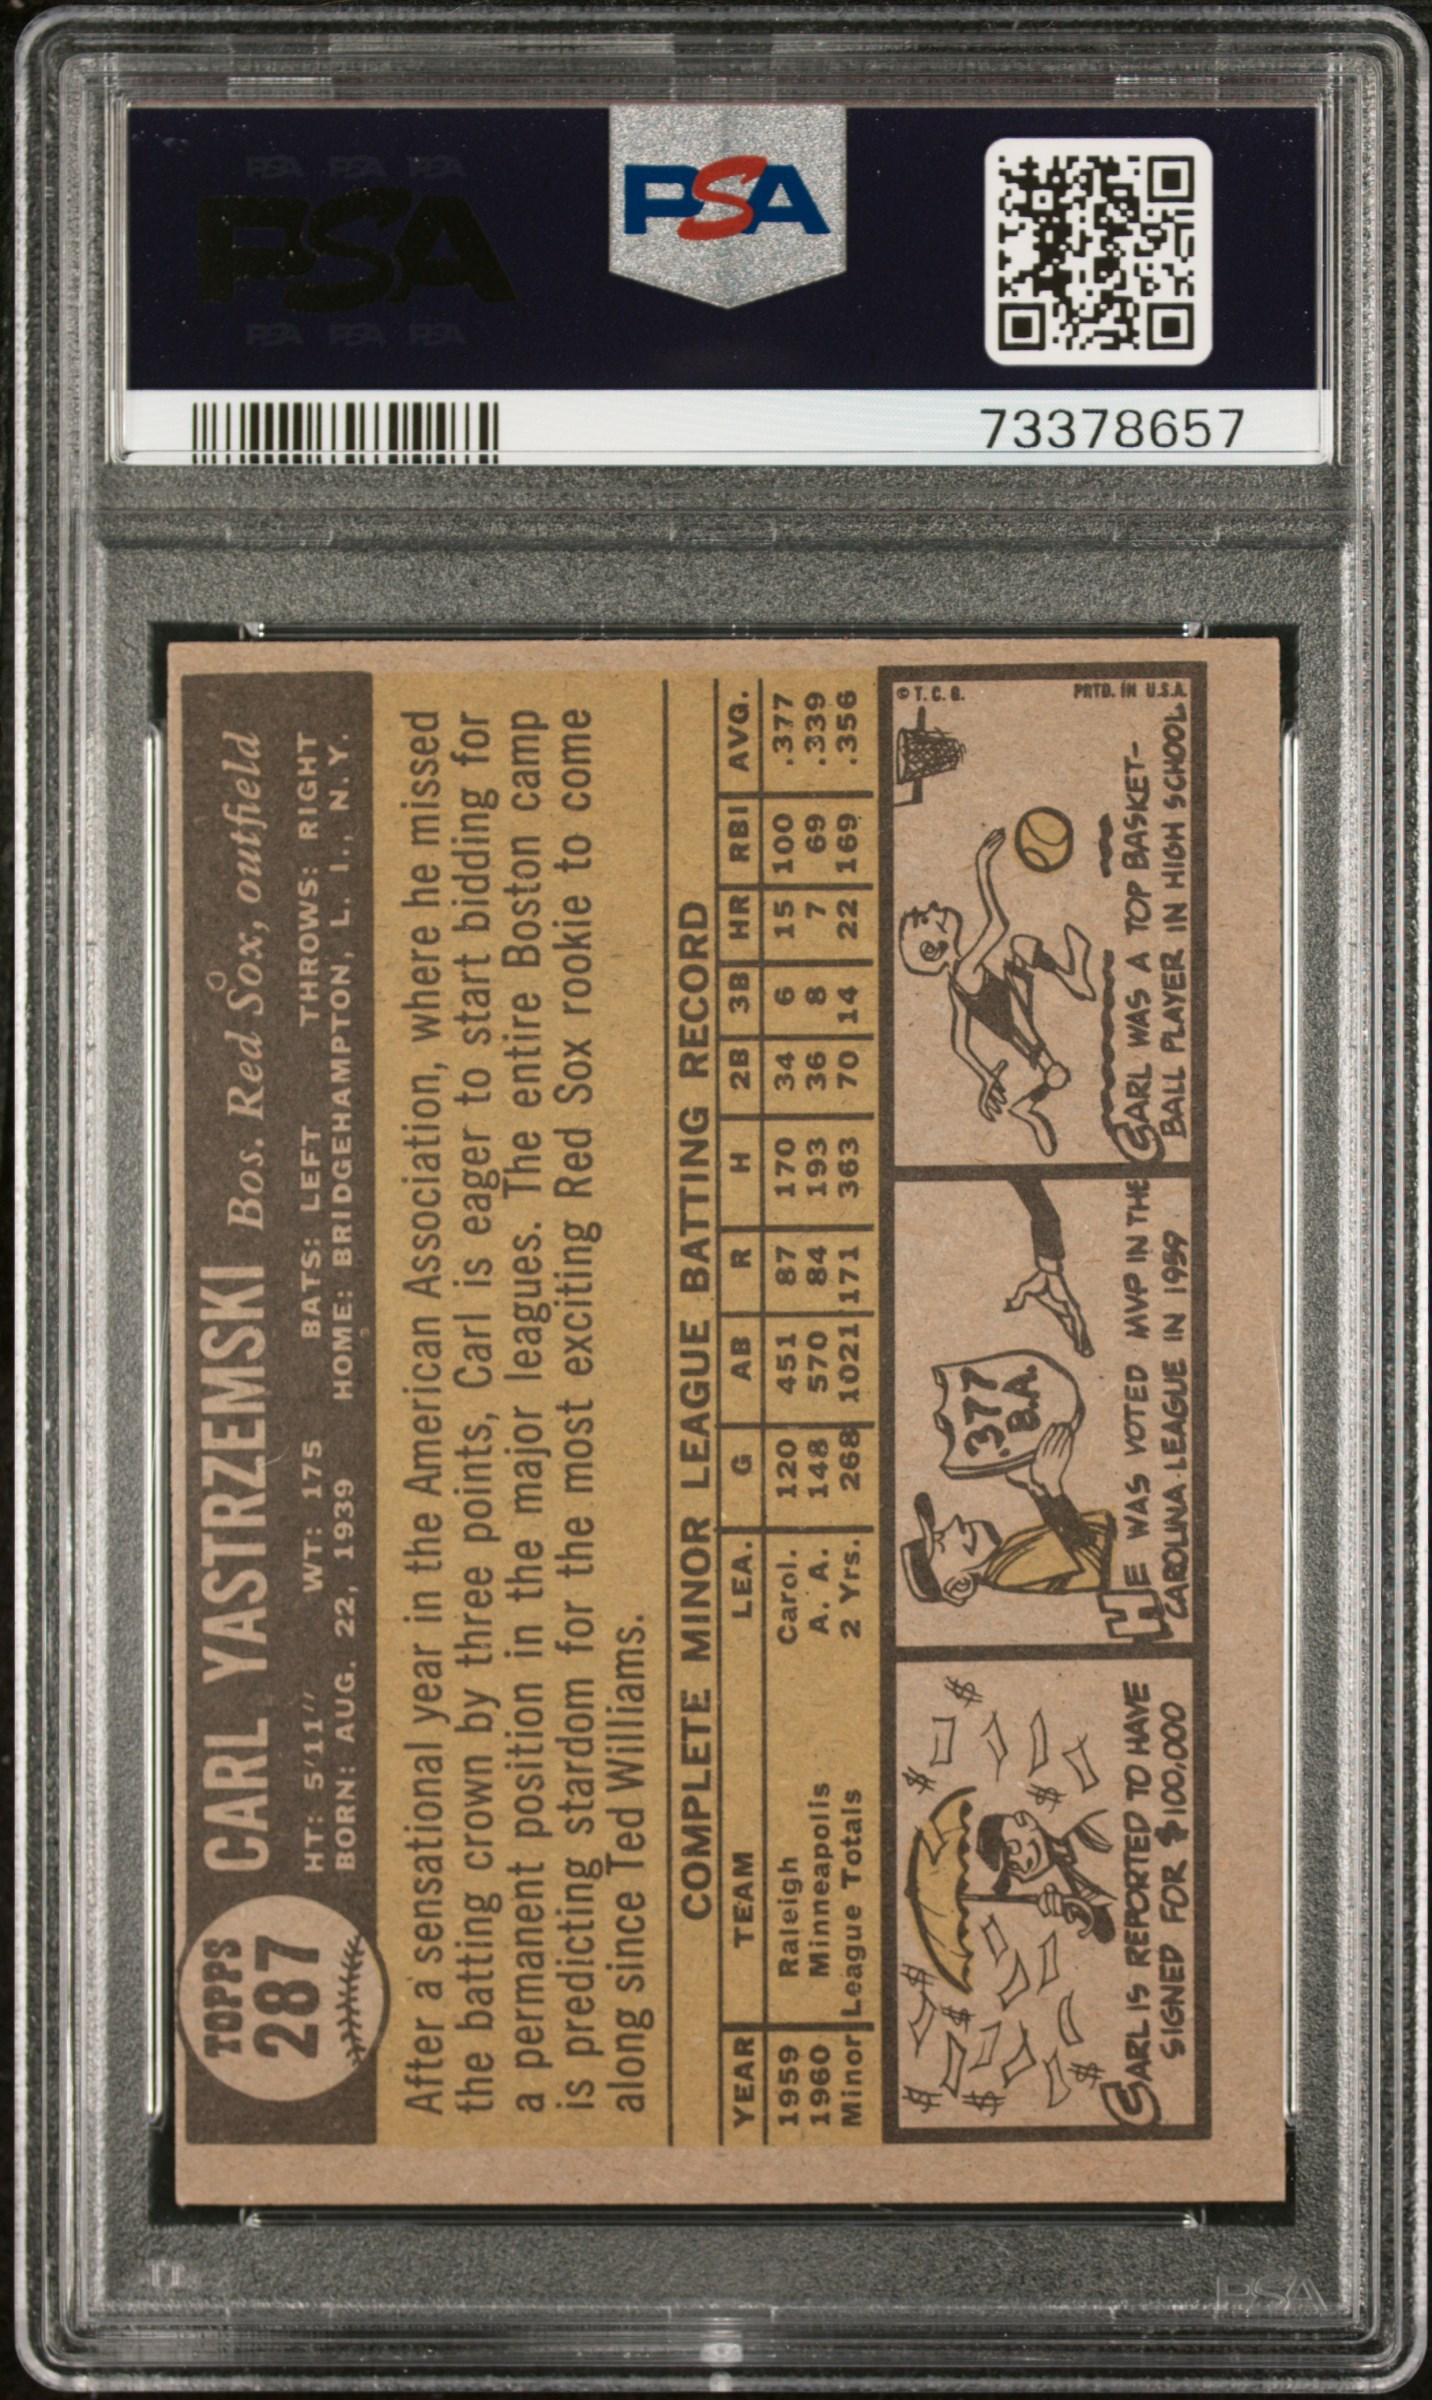 PSA PSA PSA
PSA
PSA PSA PSA
PSA
73378657
TOPPS
287
CARL YASTRZEMSKI Bos. Red Sox, outfield
HT: 5'11" WT: 175 BATS: LEFT THROWS: RIGHT
BORN: AUG. 22, 1939 HOME: BRIDGEHAMPTON, L. I., N. Y.
After a sensational year in the American Association, where he missed
the batting crown by three points, Carl is eager to start bidding for
a permanent position in the major leagues. The entire Boston camp
is predicting stardom for the most exciting Red Sox rookie to come
along since Ted Williams.
COMPLETE MINOR LEAGUE BATTING RECORD
YEAR TEAM LEA. G AB R H 2B 3B HR RBI AVG.
1959 Raleigh Carol. 120 451 87 170 34 6 15 100 .377
1960 Minneapolis A. A. 148 570 84 193 36 8 7 69 .339
Minor League Totals 2 Yrs. 268 1021 171 363 70 14 22 169 .356
$ $ $ $ $ $ $ $
CARL IS REPORTED TO HAVE
SIGNED FOR $100,000
.377
B.A.
HE WAS VOTED MVP IN THE
CAROLINA LEAGUE IN 1959
© T. C. G. PRTD. IN U.S.A.
CARL WAS A TOP BASKET-
BALL PLAYER IN HIGH SCHOOL
PSA